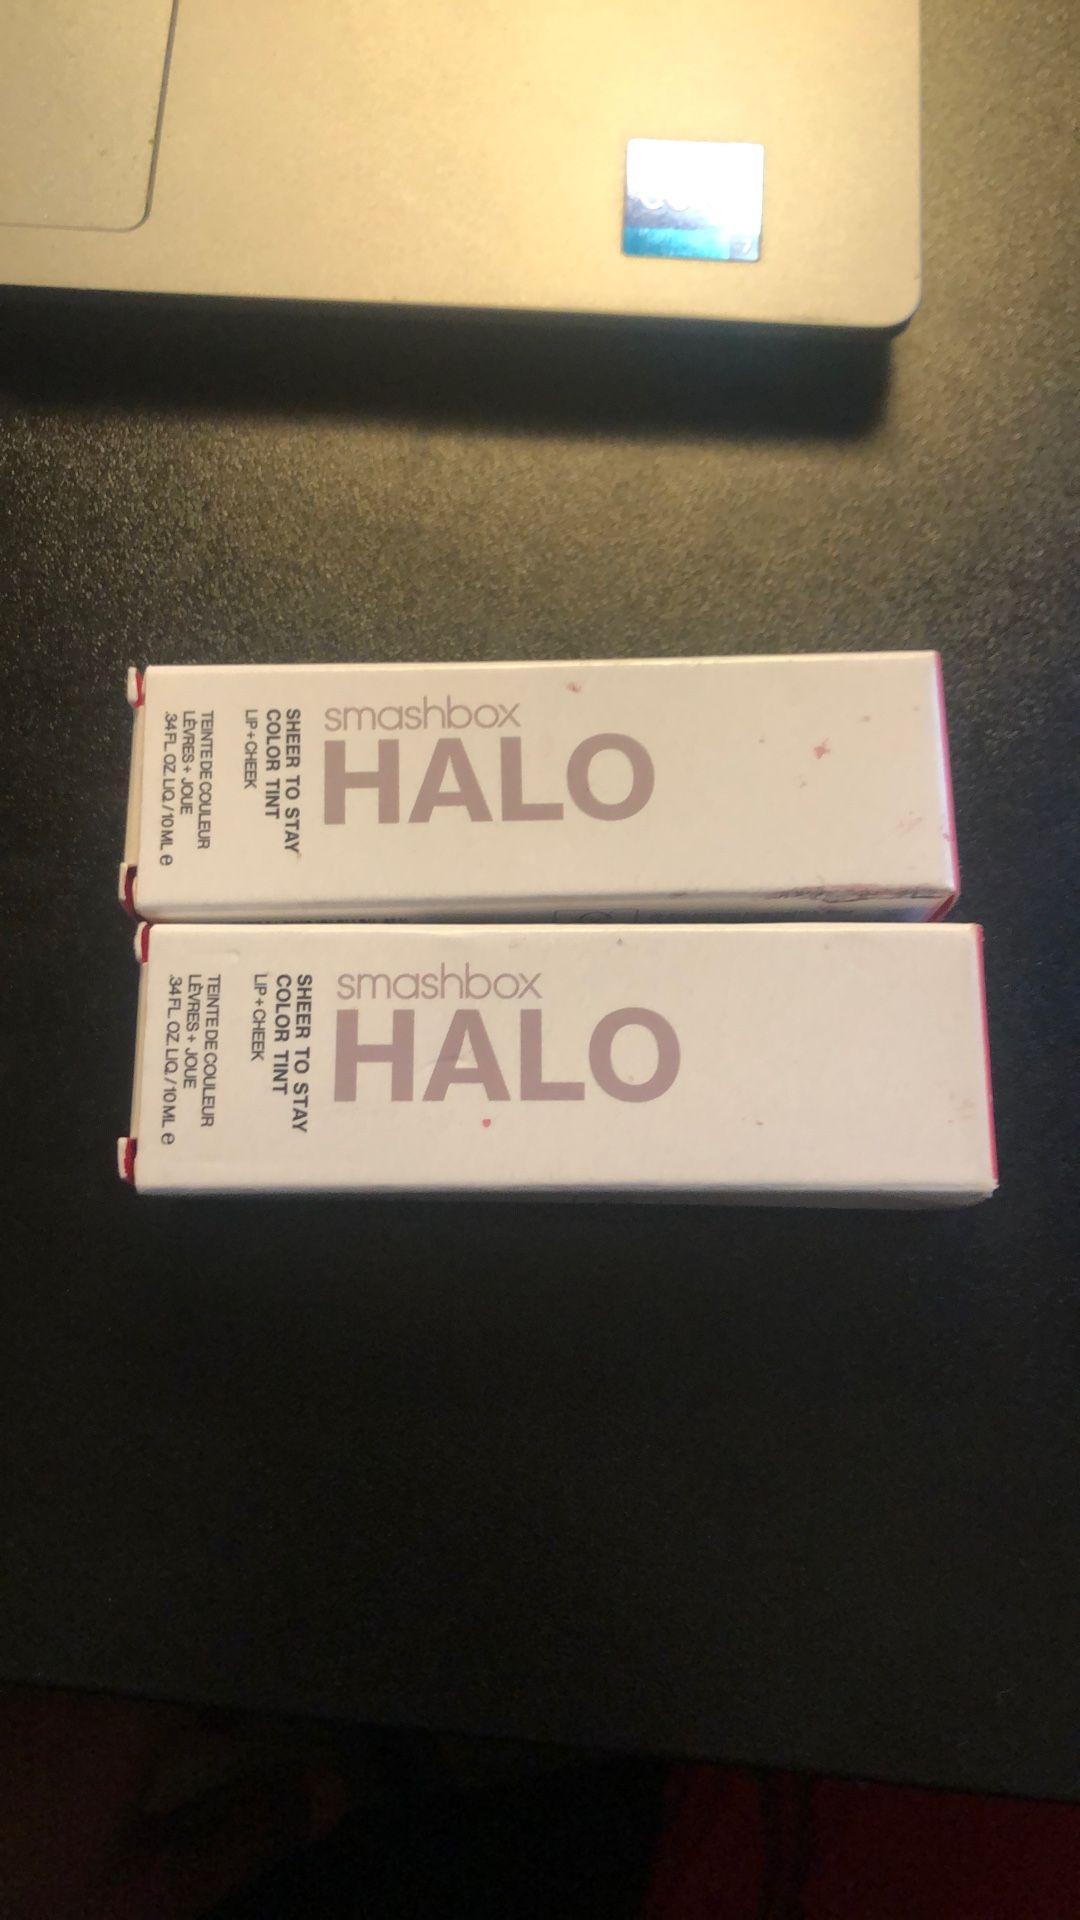 smashbox
HALO
SHEER TO STAY
COLOR TINT
LIP + CHEEK
TEINTE DE COULEUR
LÈVRES + JOUE
.34 FL. OZ. LIQ. / 10 ML ℮
smashbox
HALO
SHEER TO STAY
COLOR TINT
LIP + CHEEK
TEINTE DE COULEUR
LÈVRES + JOUE
.34 FL. OZ. LIQ. / 10 ML ℮